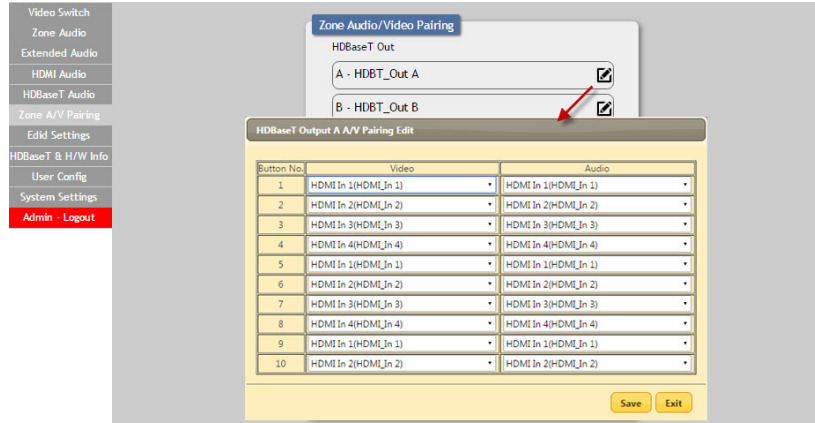 Video Switch
Zone Audio
Extended Audio
HDMI Audio
HDBaseT Audio
Zone A/V Pairing
Edid Settings
HDBaseT & H/W Info
User Config
System Settings
Admin - Logout
Zone Audio/Video Pairing
HDBaseT Out
A - HDBT_Out A
B - HDBT_Out B
HDBaseT Output A A/V Pairing Edit
Button No. Video Audio
1 HDMI In 1(HDMI_In 1) HDMI In 1(HDMI_In 1)
2 HDMI In 2(HDMI_In 2) HDMI In 2(HDMI_In 2)
3 HDMI In 3(HDMI_In 3) HDMI In 3(HDMI_In 3)
4 HDMI In 4(HDMI_In 4) HDMI In 4(HDMI_In 4)
5 HDMI In 1(HDMI_In 1) HDMI In 1(HDMI_In 1)
6 HDMI In 2(HDMI_In 2) HDMI In 2(HDMI_In 2)
7 HDMI In 3(HDMI_In 3) HDMI In 3(HDMI_In 3)
8 HDMI In 4(HDMI_In 4) HDMI In 4(HDMI_In 4)
9 HDMI In 1(HDMI_In 1) HDMI In 1(HDMI_In 1)
10 HDMI In 2(HDMI_In 2) HDMI In 2(HDMI_In 2)
Save Exit